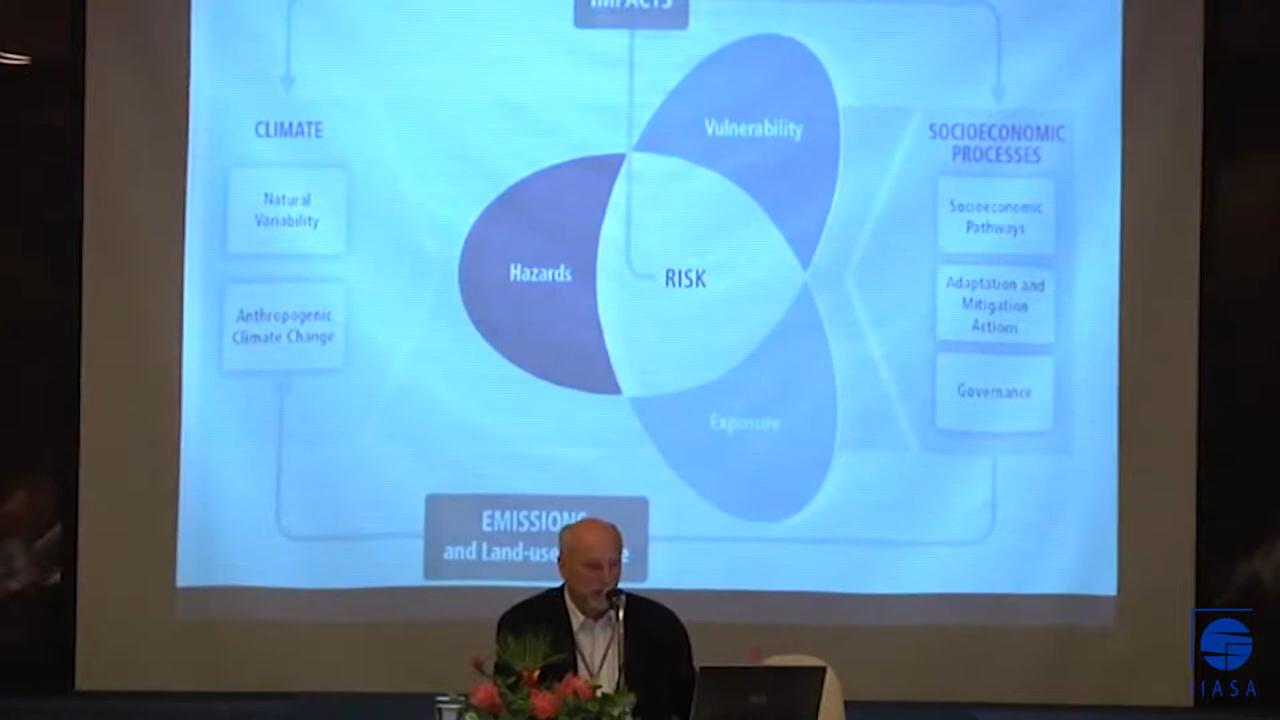 IMPACTS
CLIMATE
Natural
Variability
Anthropogenic
Climate Change
Vulnerability
Hazards
RISK
Exposure
SOCIOECONOMIC
PROCESSES
Socioeconomic
Pathways
Adaptation and
Mitigation
Actions
Governance
EMISSIONS
and Land-use
IIASA